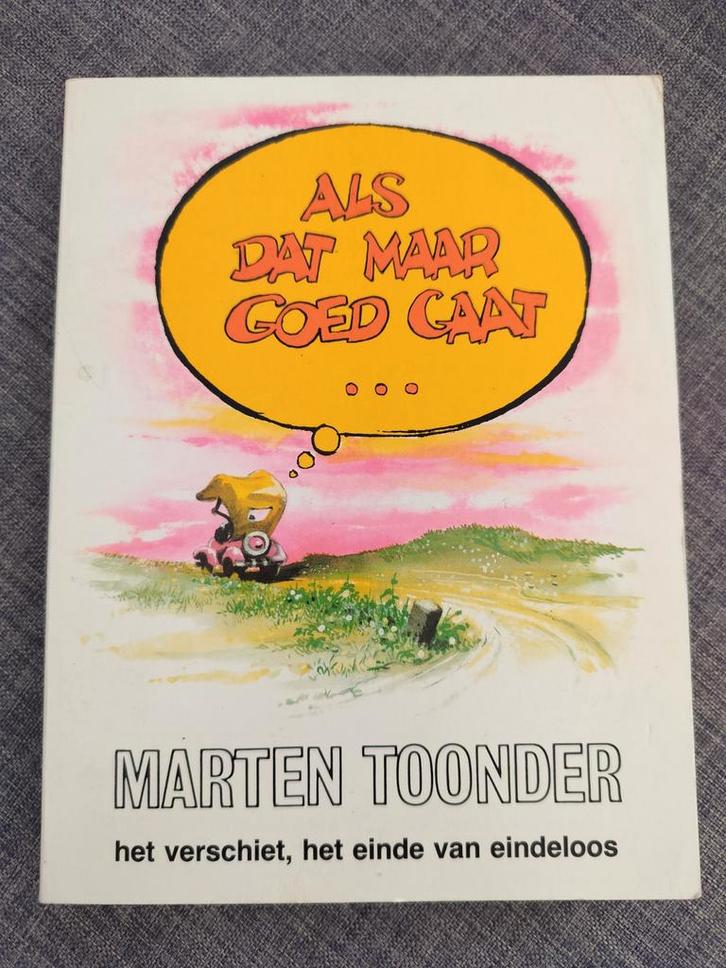 ALS
DAT MAAR
GOED GAAT
...
MARTEN TOONDER
het verschiet, het einde van eindeloos